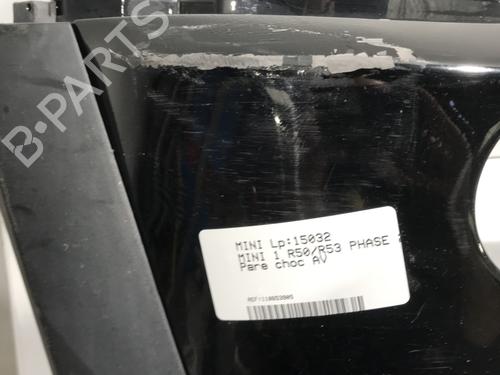 B-PARTS
MINI Lp:15032
MINI 1 R50/R53 PHASE
Pare choc AV